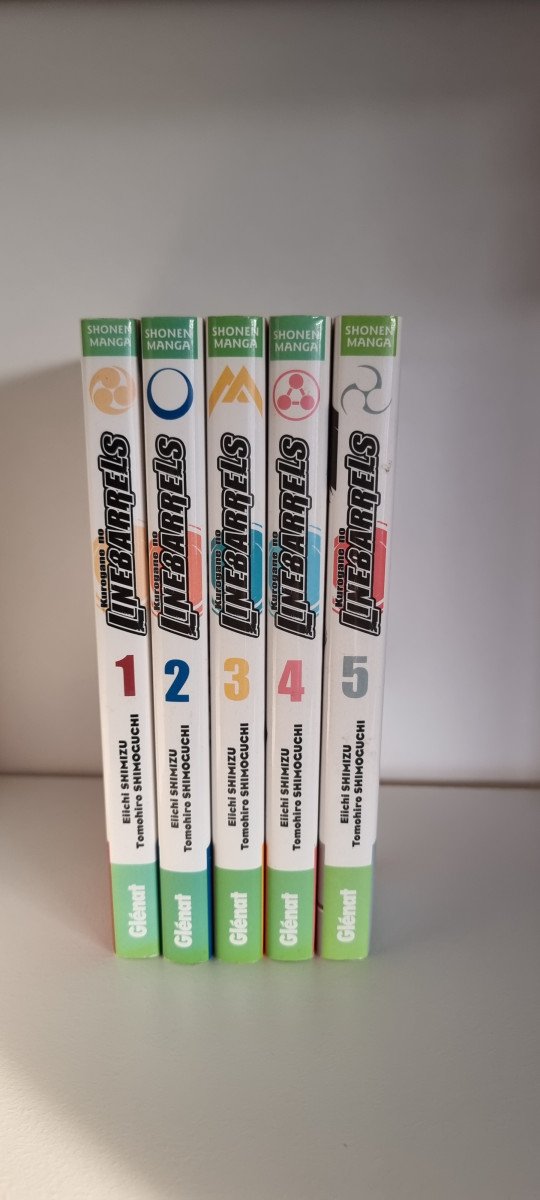 SHONEN
MANGA
Kurogane no
LINEBARRELS
1
Eiichi SHIMIZU
Tomohiro SHIMOGUCHI
Glénat
SHONEN
MANGA
Kurogane no
LINEBARRELS
2
Eiichi SHIMIZU
Tomohiro SHIMOGUCHI
Glénat
SHONEN
MANGA
Kurogane no
LINEBARRELS
3
Eiichi SHIMIZU
Tomohiro SHIMOGUCHI
Glénat
SHONEN
MANGA
Kurogane no
LINEBARRELS
4
Eiichi SHIMIZU
Tomohiro SHIMOGUCHI
Glénat
SHONEN
MANGA
Kurogane no
LINEBARRELS
5
Eiichi SHIMIZU
Tomohiro SHIMOGUCHI
Glénat